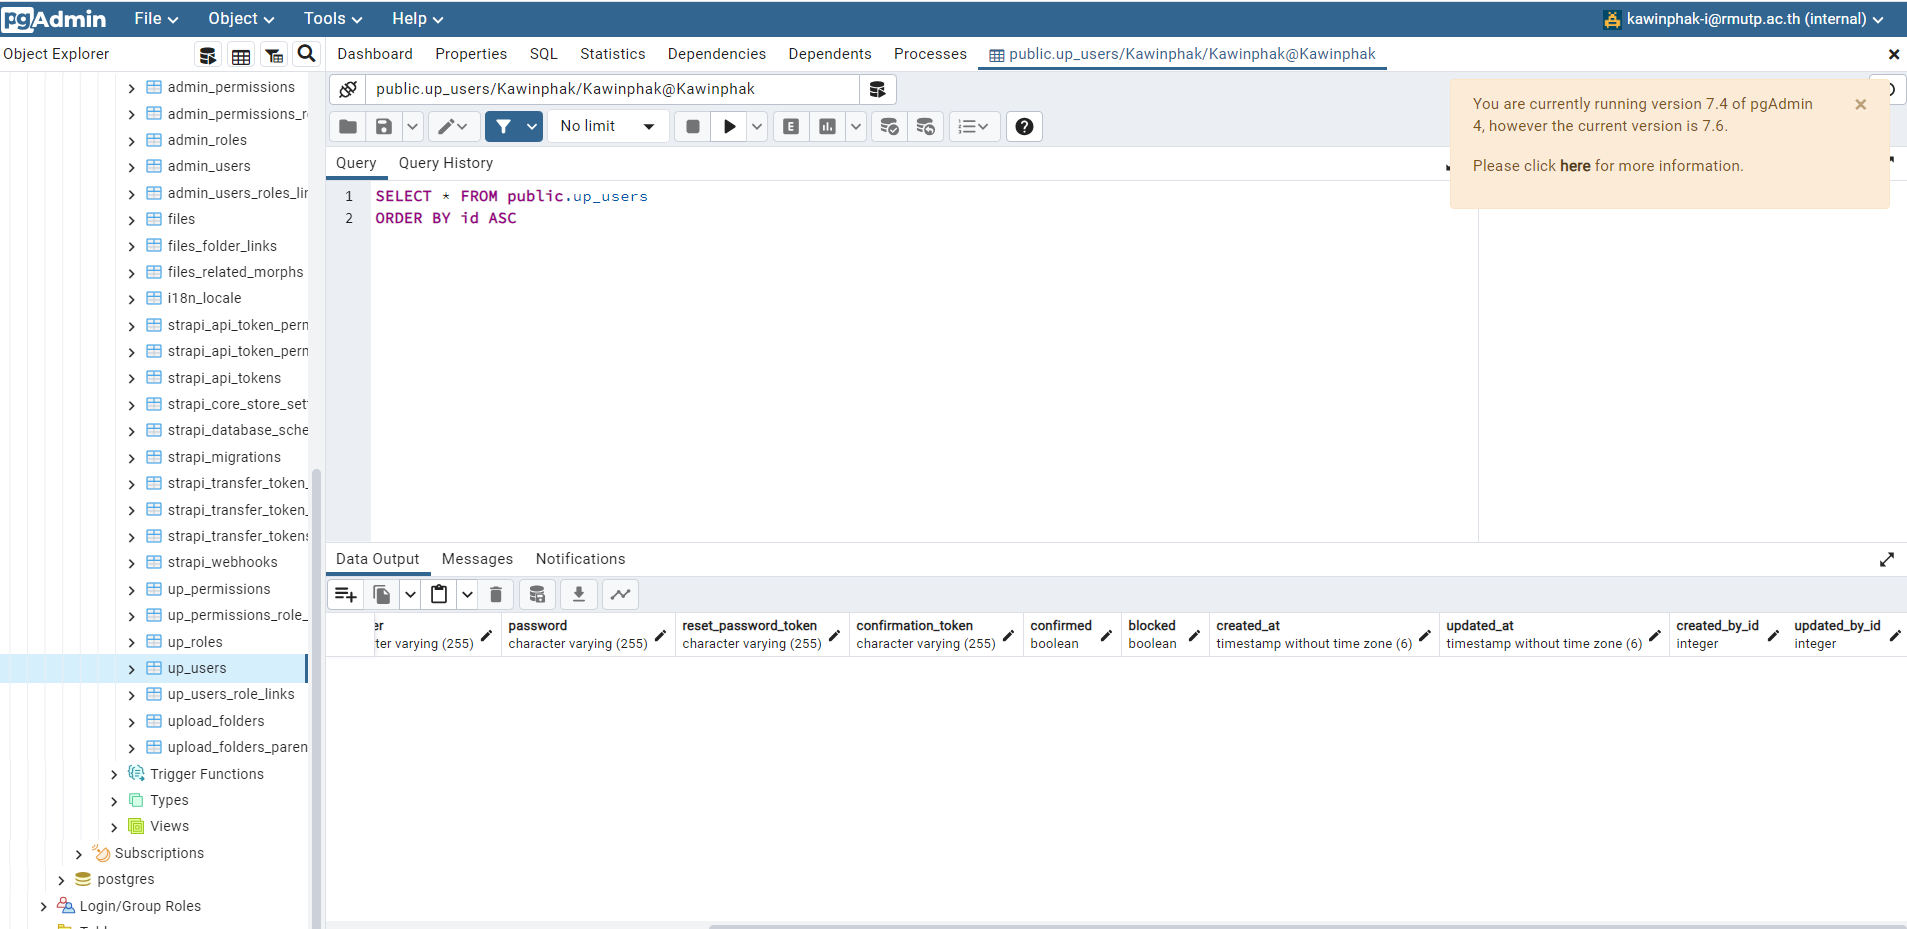 pgAdmin File Object Tools Help kawinphak-i@rmutp.ac.th (internal)
Object Explorer
Dashboard Properties SQL Statistics Dependencies Dependents Processes public.up_users/Kawinphak/Kawinphak@Kawinphak
public.up_users/Kawinphak/Kawinphak@Kawinphak
You are currently running version 7.4 of pgAdmin
4, however the current version is 7.6.
Please click here for more information.
No limit
E
Query Query History
1 SELECT * FROM public.up_users
2 ORDER BY id ASC
admin_permissions
admin_permissions_r
admin_roles
admin_users
admin_users_roles_lin
files
files_folder_links
files_related_morphs
i18n_locale
strapi_api_token_perm
strapi_api_token_perm
strapi_api_tokens
strapi_core_store_set
strapi_database_sche
strapi_migrations
strapi_transfer_token_
strapi_transfer_token_
strapi_transfer_tokens
strapi_webhooks
up_permissions
up_permissions_role_
up_roles
up_users
up_users_role_links
upload_folders
upload_folders_paren
Trigger Functions
Types
Views
Subscriptions
postgres
Login/Group Roles
Data Output Messages Notifications
er password reset_password_token confirmation_token confirmed blocked created_at updated_at created_by_id updated_by_id
ter varying (255) character varying (255) character varying (255) character varying (255) boolean boolean timestamp without time zone (6) timestamp without time zone (6) integer integer